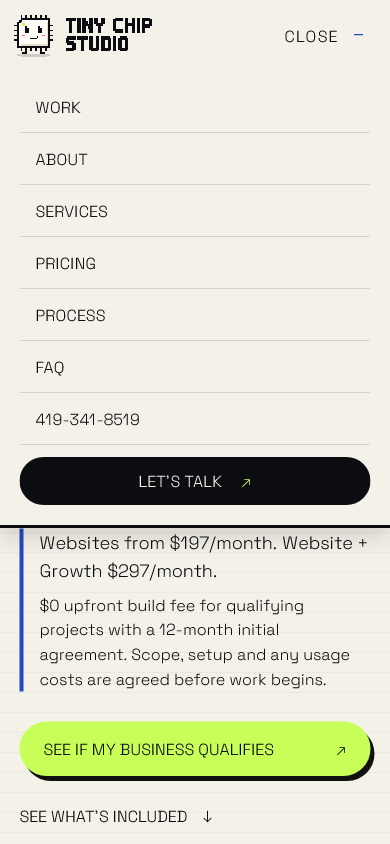 TINY CHIP
STUDIO
CLOSE
WORK
ABOUT
SERVICES
PRICING
PROCESS
FAQ
419-341-8519
LET'S TALK ↗
Websites from $197/month. Website +
Growth $297/month.
$0 upfront build fee for qualifying
projects with a 12-month initial
agreement. Scope, setup and any usage
costs are agreed before work begins.
SEE IF MY BUSINESS QUALIFIES ↗
SEE WHAT'S INCLUDED ↓